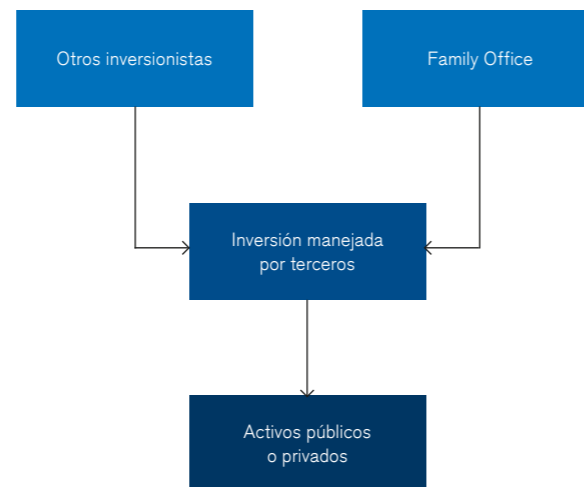 Otros inversionistas
Family Office
Inversión manejada
por terceros
Activos públicos
o privados